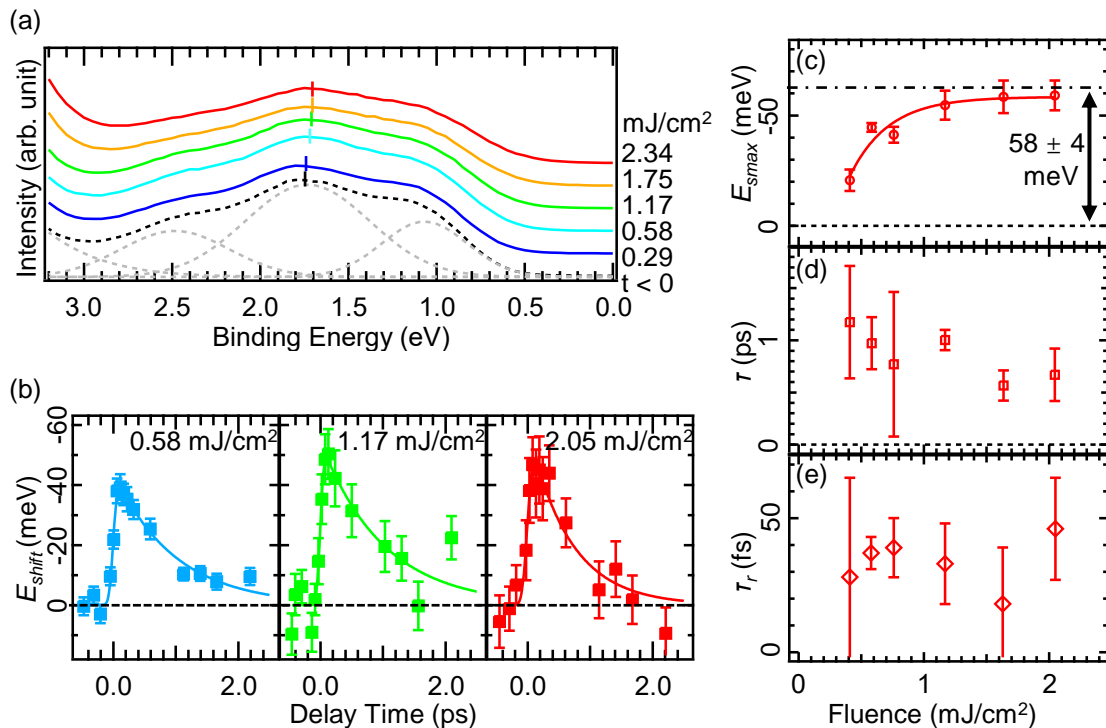 (a)
Intensity (arb. unit)
mJ/cm²
2.34
1.75
1.17
0.58
0.29
t < 0
3.0 2.5 2.0 1.5 1.0 0.5 0.0
Binding Energy (eV)
(b)
E_shift (meV)
-60
-40
-20
0
0.58 mJ/cm²
1.17 mJ/cm²
2.05 mJ/cm²
0.0 2.0 0.0 2.0 0.0 2.0
Delay Time (ps)
(c)
E_smax (meV)
-50
0
58 ± 4
meV
(d)
τ (ps)
1
0
(e)
τ_r (fs)
50
0
0 1 2
Fluence (mJ/cm²)